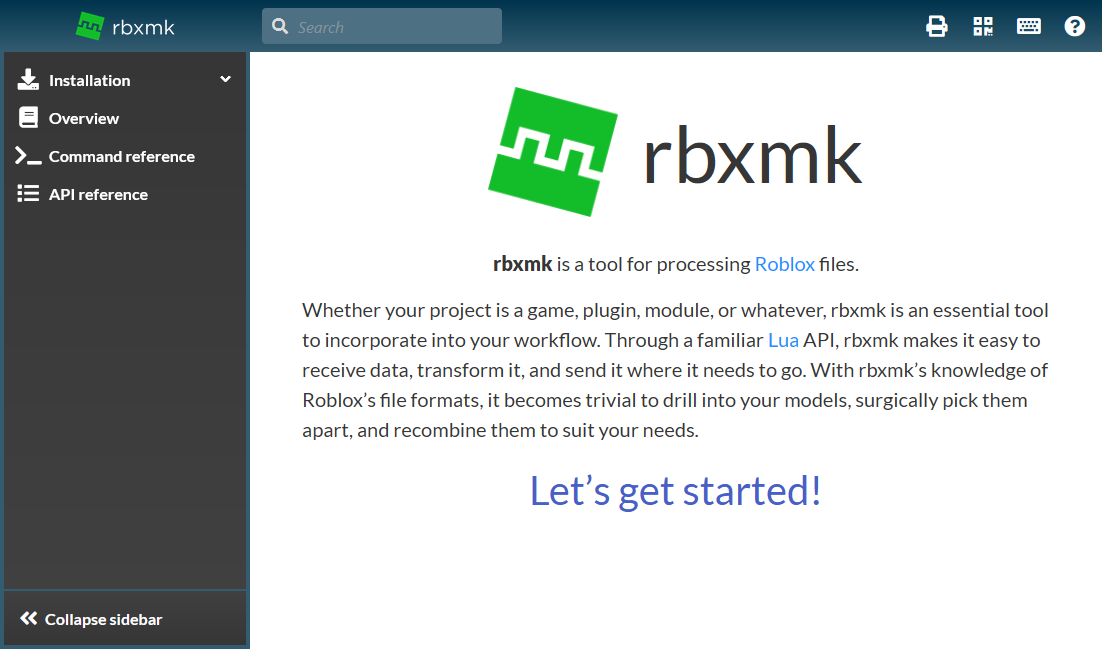 rbxmk
Search
Installation
Overview
Command reference
API reference
Collapse sidebar
rbxmk
rbxmk is a tool for processing Roblox files.
Whether your project is a game, plugin, module, or whatever, rbxmk is an essential tool
to incorporate into your workflow. Through a familiar Lua API, rbxmk makes it easy to
receive data, transform it, and send it where it needs to go. With rbxmk’s knowledge of
Roblox’s file formats, it becomes trivial to drill into your models, surgically pick them
apart, and recombine them to suit your needs.
Let’s get started!